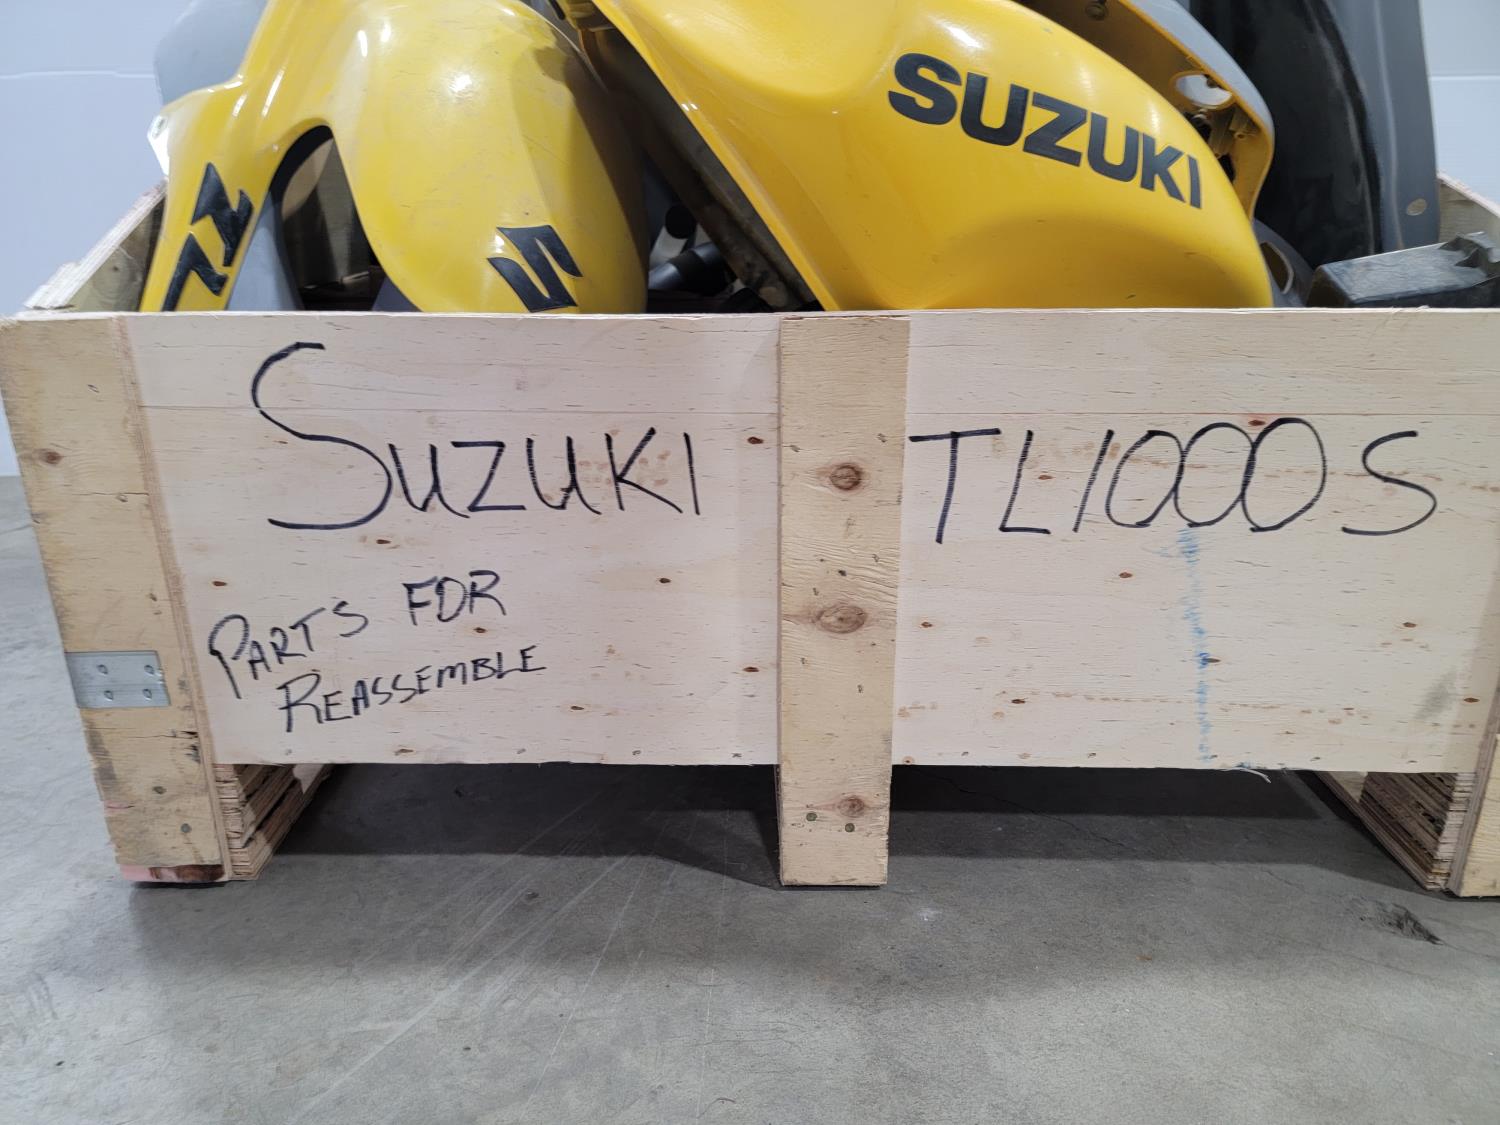 SUZUKI
S
SUZUKI TL1000S
PARTS FOR
REASSEMBLE